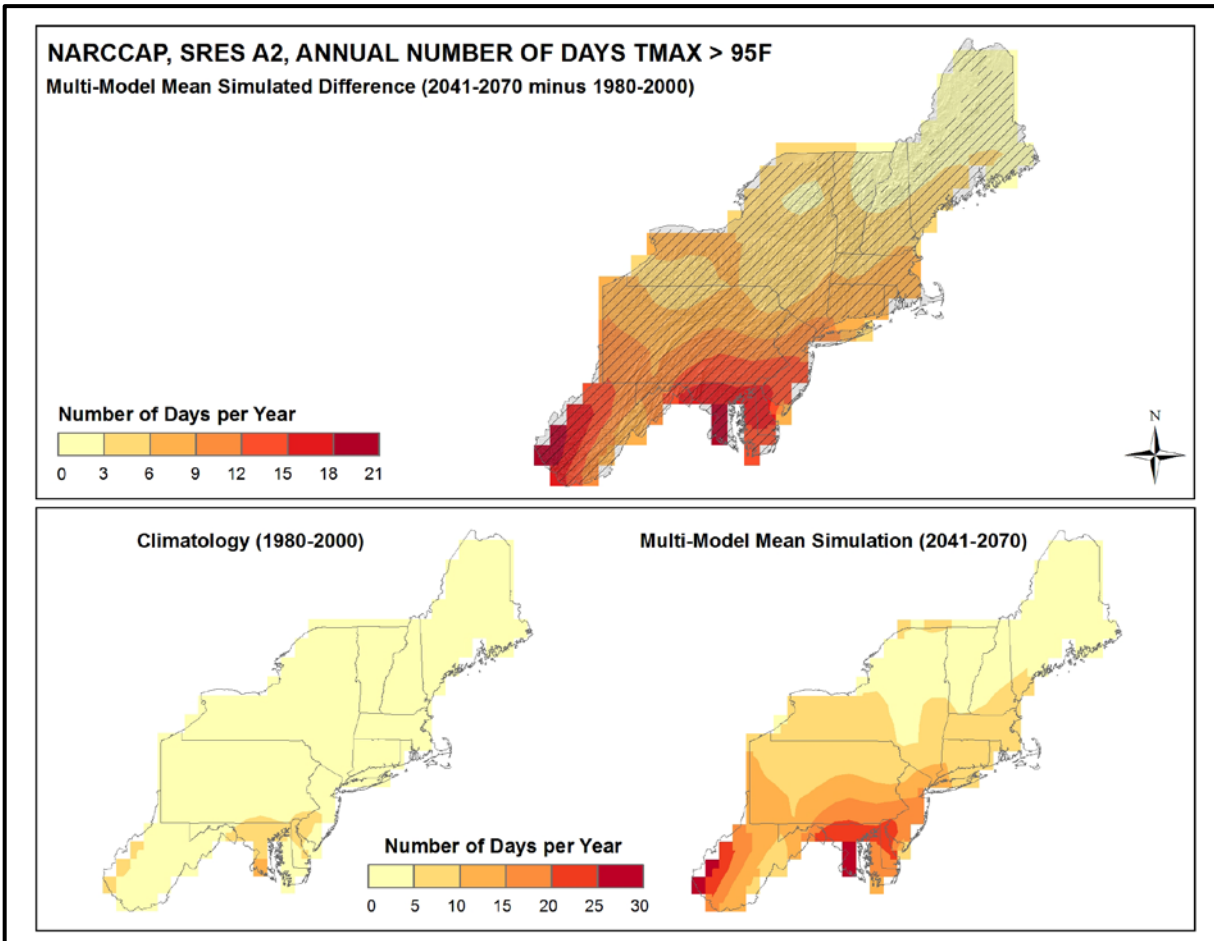 NARCCAP, SRES A2, ANNUAL NUMBER OF DAYS TMAX > 95F
Multi-Model Mean Simulated Difference (2041-2070 minus 1980-2000)
Number of Days per Year
0 3 6 9 12 15 18 21
N
Climatology (1980-2000)
Multi-Model Mean Simulation (2041-2070)
Number of Days per Year
0 5 10 15 20 25 30